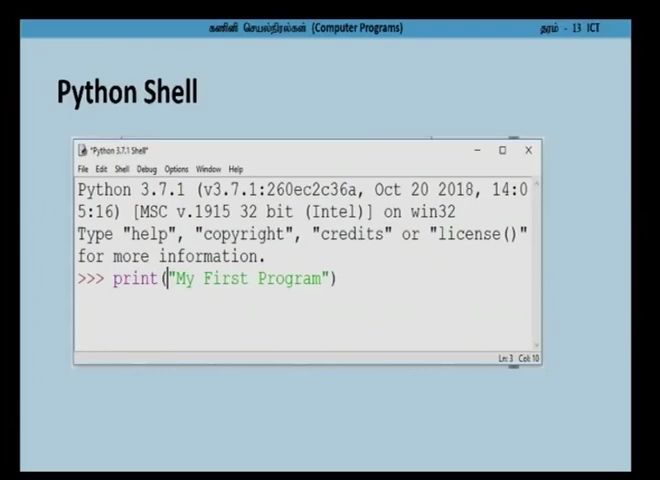 கணினி செயல்நிரல்கள் (Computer Programs)
தரம் - 13 ICT
Python Shell
*Python 3.7.1 Shell*
File Edit Shell Debug Options Window Help
Python 3.7.1 (v3.7.1:260ec2c36a, Oct 20 2018, 14:0
5:16) [MSC v.1915 32 bit (Intel)] on win32
Type "help", "copyright", "credits" or "license()"
for more information.
>>> print("My First Program")
Ln: 3 Col: 10